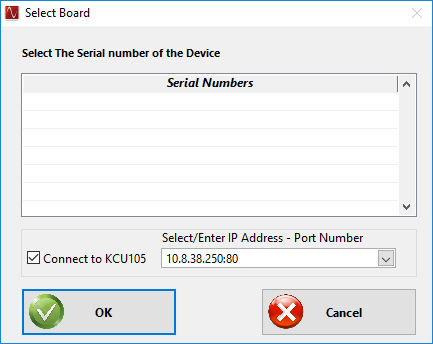 Select Board
Select The Serial number of the Device
Serial Numbers
Select/Enter IP Address - Port Number
Connect to KCU105
10.8.38.250:80
OK
Cancel